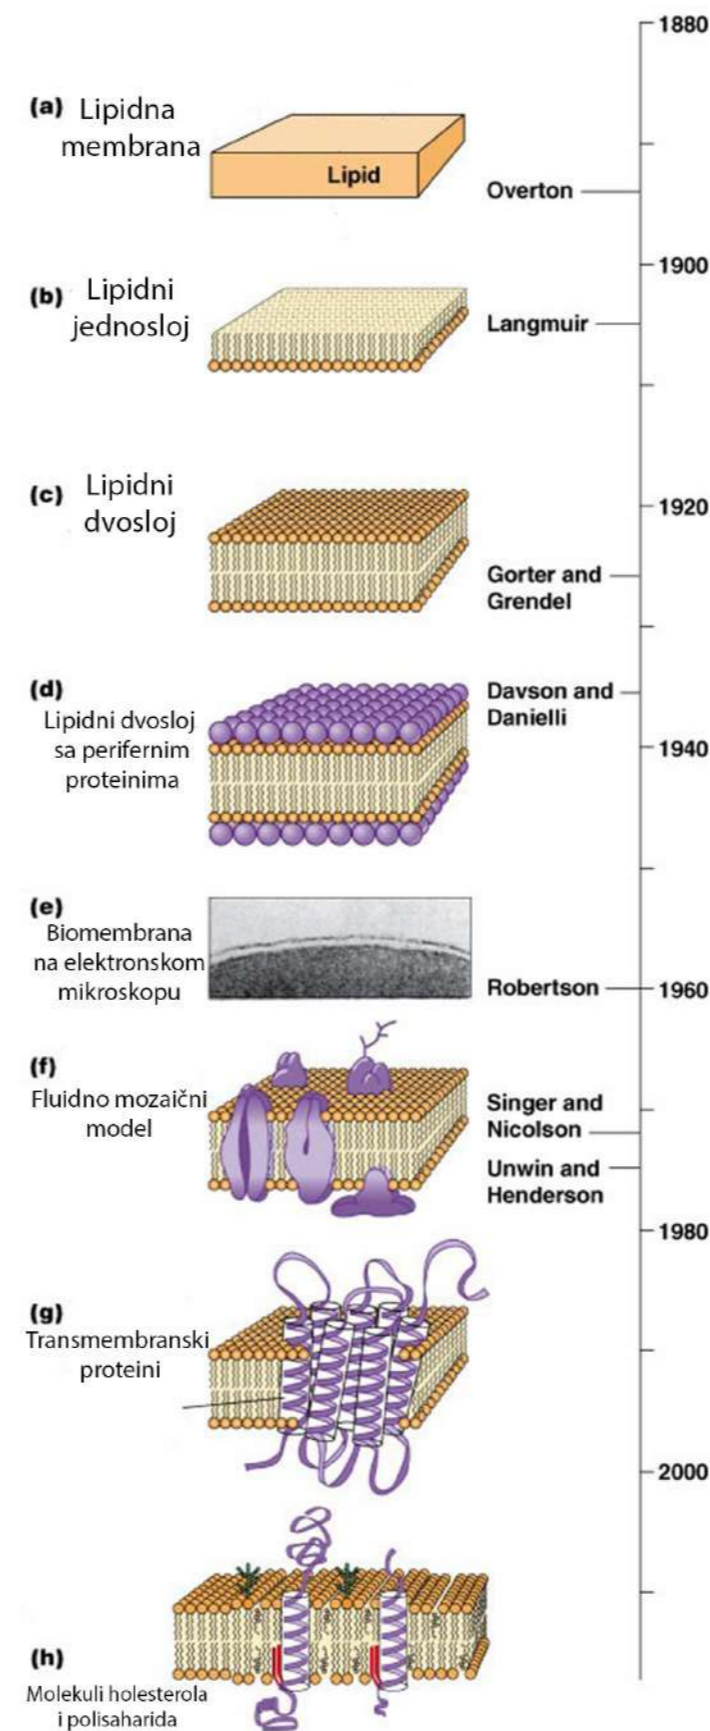 1880
(a) Lipidna
membrana
Lipid
Overton
1900
(b) Lipidni
jednosloj
Langmuir
(c) Lipidni
dvosloj
1920
Gorter and
Grendel
(d)
Lipidni dvosloj
sa perifernim
proteinima
Davson and
Danielli
1940
(e)
Biomembrana
na elektronskom
mikroskopu
Robertson
1960
(f)
Fluidno mozaični
model
Singer and
Nicolson
Unwin and
Henderson
1980
(g)
Transmembranski
proteini
2000
(h)
Molekuli holesterola
i polisaharida